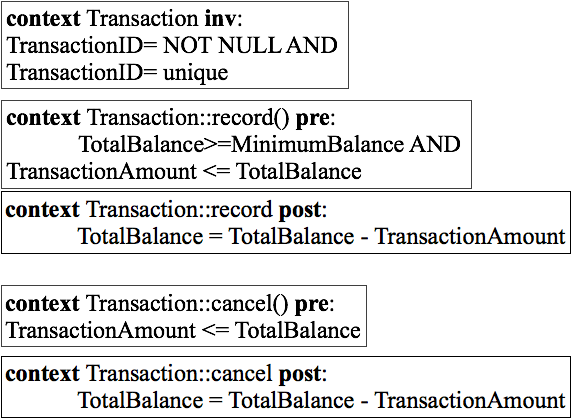 context Transaction inv:
TransactionID= NOT NULL AND
TransactionID= unique
context Transaction::record() pre:
TotalBalance>=MinimumBalance AND
TransactionAmount <= TotalBalance
context Transaction::record post:
TotalBalance = TotalBalance - TransactionAmount
context Transaction::cancel() pre:
TransactionAmount <= TotalBalance
context Transaction::cancel post:
TotalBalance = TotalBalance - TransactionAmount